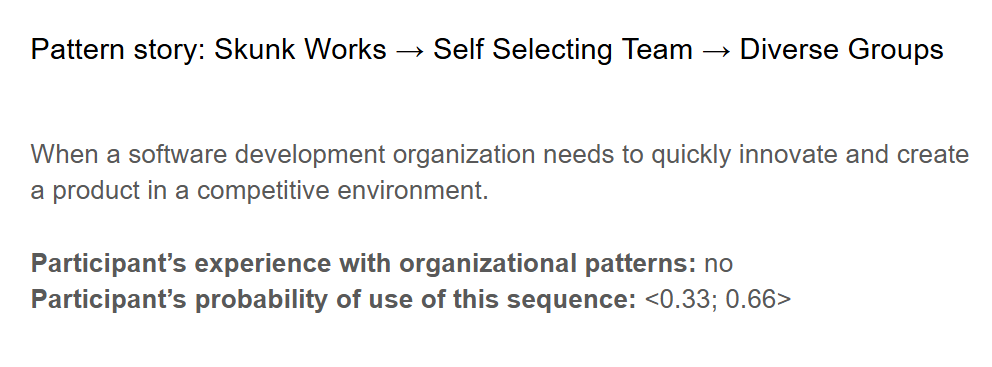 Pattern story: Skunk Works → Self Selecting Team → Diverse Groups
When a software development organization needs to quickly innovate and create
a product in a competitive environment.
Participant’s experience with organizational patterns: no
Participant’s probability of use of this sequence: <0.33; 0.66>